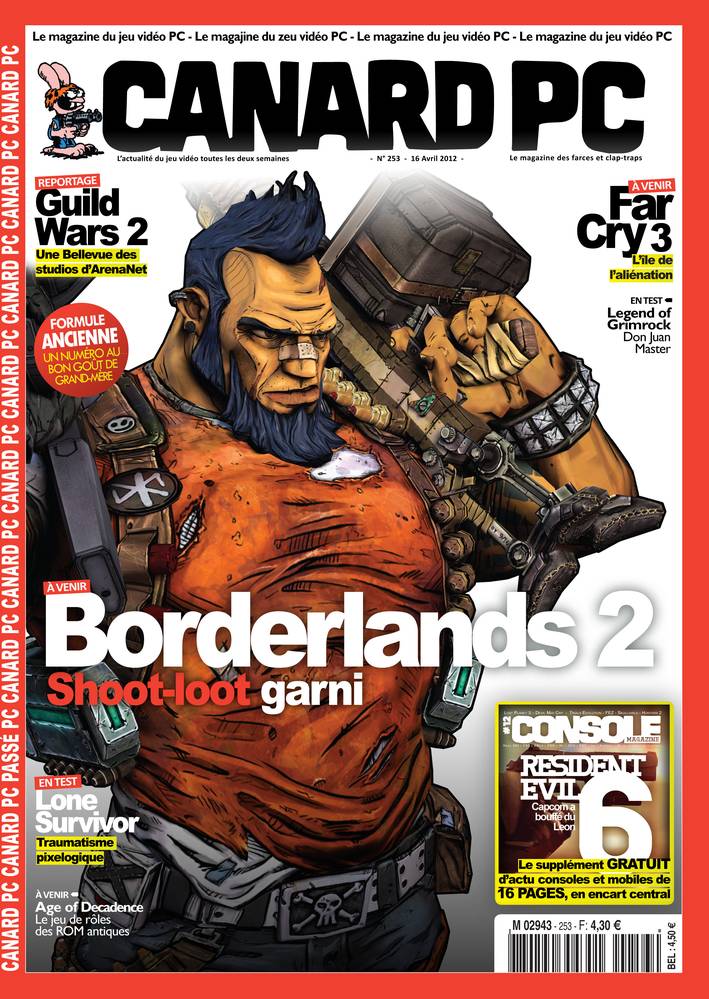 Le magazine du jeu vidéo PC - Le magajine du zeu vidéo PC - Le magazine du jeu vidéo PC - Le magazine du jeu vidéo PC
CANARD PC
L'actualité du jeu vidéo toutes les deux semaines
- N° 253 - 16 Avril 2012 -
Le magazine des farces et clap-traps
REPORTAGE
Guild
Wars 2
Une Bellevue des
studios d'ArenaNet
À VENIR
Far
Cry 3
L'île de
l'aliénation
EN TEST
Legend of
Grimrock
Don Juan
Master
FORMULE
ANCIENNE
UN NUMÉRO AU
BON GOÛT DE
GRAND-MÈRE
À VENIR
Borderlands 2
Shoot-loot garni
EN TEST
Lone
Survivor
Traumatisme
pixelogique
À VENIR
Age of Decadence
Le jeu de rôles
des ROM antiques
#12
CONSOLE
MAGAZINE
RESIDENT
EVIL 6
Capcom a
bouffé du
Leon
Le supplément GRATUIT
d'actu consoles et mobiles de
16 PAGES, en encart central
M 02943 - 253 - F: 4,30 €
BEL : 4,50 €
CANARD PC CANARD PC PASSÉ PC CANARD PC CANARD PC CANARD PC CANARD PC CANARD PC CANARD PC